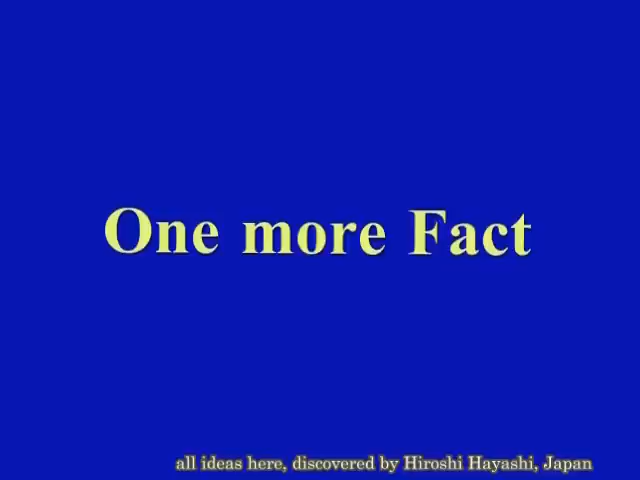 One more Fact
all ideas here, discovered by Hiroshi Hayashi, Japan